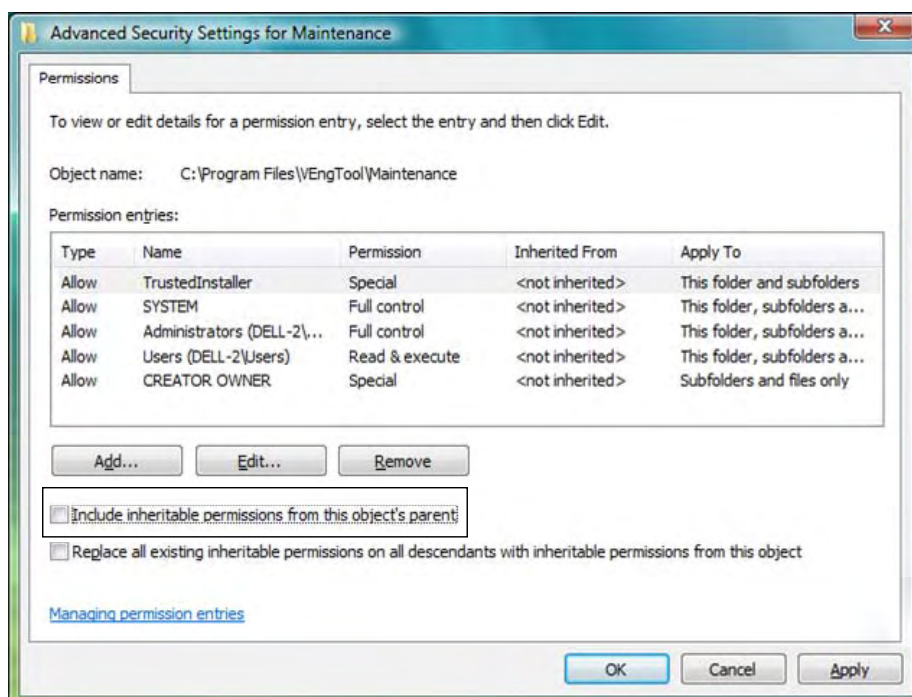 Advanced Security Settings for Maintenance
Permissions
To view or edit details for a permission entry, select the entry and then click Edit.
Object name: C:\Program Files\VEngTool\Maintenance
Permission entries:
Type Name Permission Inherited From Apply To
Allow TrustedInstaller Special <not inherited> This folder and subfolders
Allow SYSTEM Full control <not inherited> This folder, subfolders a...
Allow Administrators (DELL-2\... Full control <not inherited> This folder, subfolders a...
Allow Users (DELL-2\Users) Read & execute <not inherited> This folder, subfolders a...
Allow CREATOR OWNER Special <not inherited> Subfolders and files only
Add... Edit... Remove
Include inheritable permissions from this object's parent
Replace all existing inheritable permissions on all descendants with inheritable permissions from this object
Managing permission entries
OK Cancel Apply